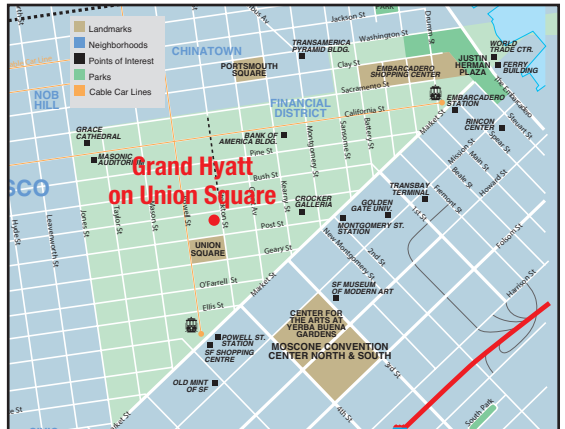 Landmarks
Neighborhoods
Points of Interest
Parks
Cable Car Lines
PARK
Jackson St
Washington St
Drumm St
CHINATOWN
TRANSAMERICA
PYRAMID BLDG.
WORLD
TRADE CTR.
PORTSMOUTH
SQUARE
Clay St
EMBARCADERO
SHOPPING CENTER
JUSTIN
HERMAN
PLAZA
FERRY
BUILDING
The Embarcadero
NOB
HILL
Sacramento St
FINANCIAL
DISTRICT
California St
EMBARCADERO
STATION
Market St
RINCON
CENTER
Steuart St
Spear St
GRACE
CATHEDRAL
BANK OF
AMERICA BLDG.
Montgomery St
Sansome St
Battery St
Mission St
Main St
Beale St
Howard St
MASONIC
AUDITORIUM
Pine St
Grand Hyatt
on Union Square
Bush St
SCO
TRANSBAY
TERMINAL
Fremont St
Kearny St
CROCKER
GALLERIA
GOLDEN
GATE UNIV.
1st St
Hyde St
Leavenworth St
Jones St
Taylor St
Mason St
Post St
MONTGOMERY ST.
STATION
Folsom St
UNION
SQUARE
Geary St
New Montgomery St
2nd St
O'Farrell St
Market St
Harrison St
SF MUSEUM
OF MODERN ART
Ellis St
CENTER FOR
THE ARTS AT
YERBA BUENA
GARDENS
POWELL ST.
STATION
SF SHOPPING
CENTRE
MOSCONE CONVENTION
CENTER NORTH & SOUTH
3rd St
OLD MINT
OF SF
4th St
South Park